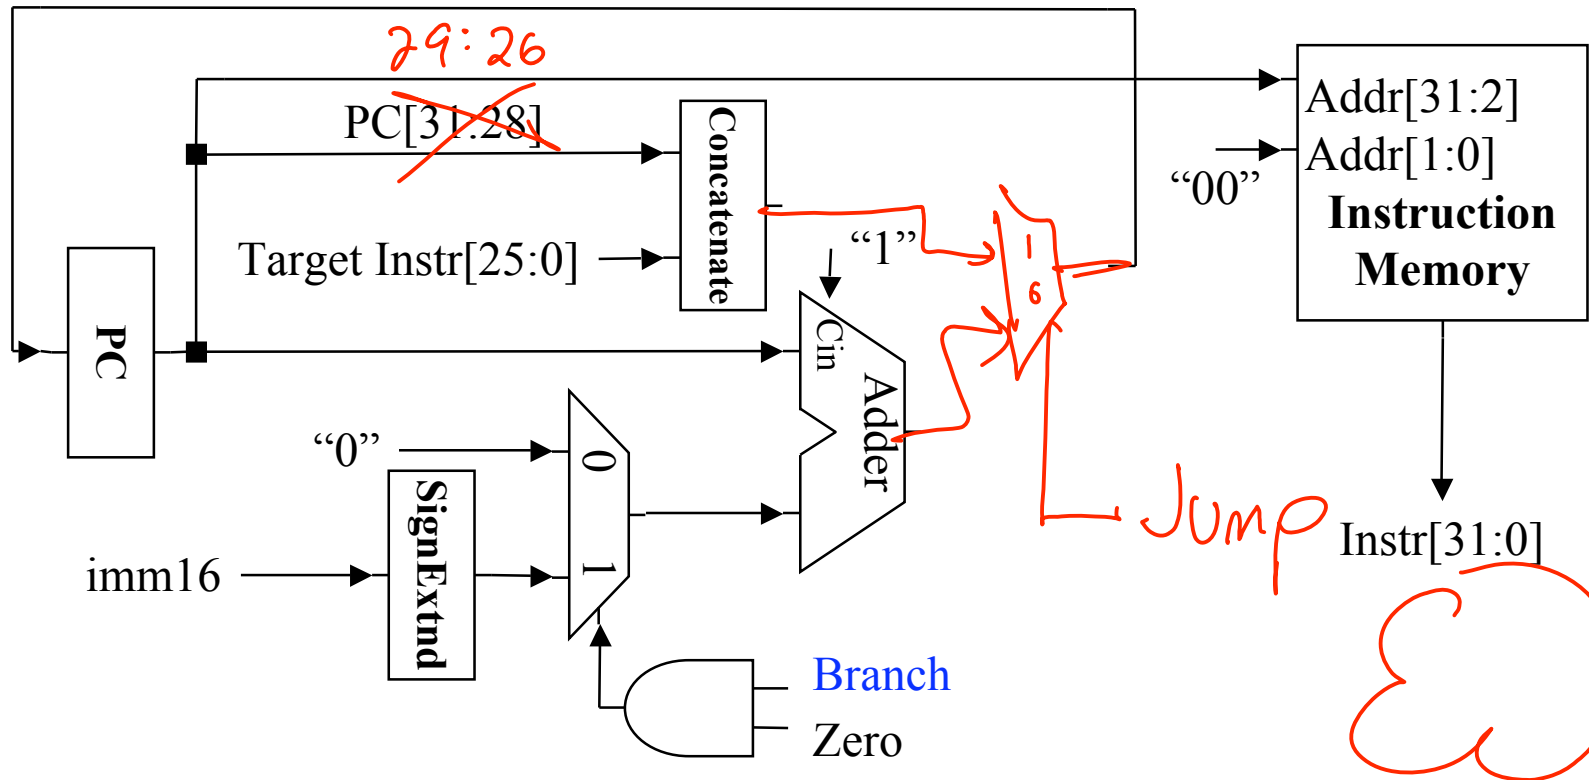 29:26
PC[31:28]
Concatenate
Addr[31:2]
Addr[1:0]
"00"
Instruction
Memory
Target Instr[25:0]
"1"
1
0
PC
Cin
Adder
"0"
0
1
SignExtnd
imm16
Jump
Instr[31:0]
Branch
Zero